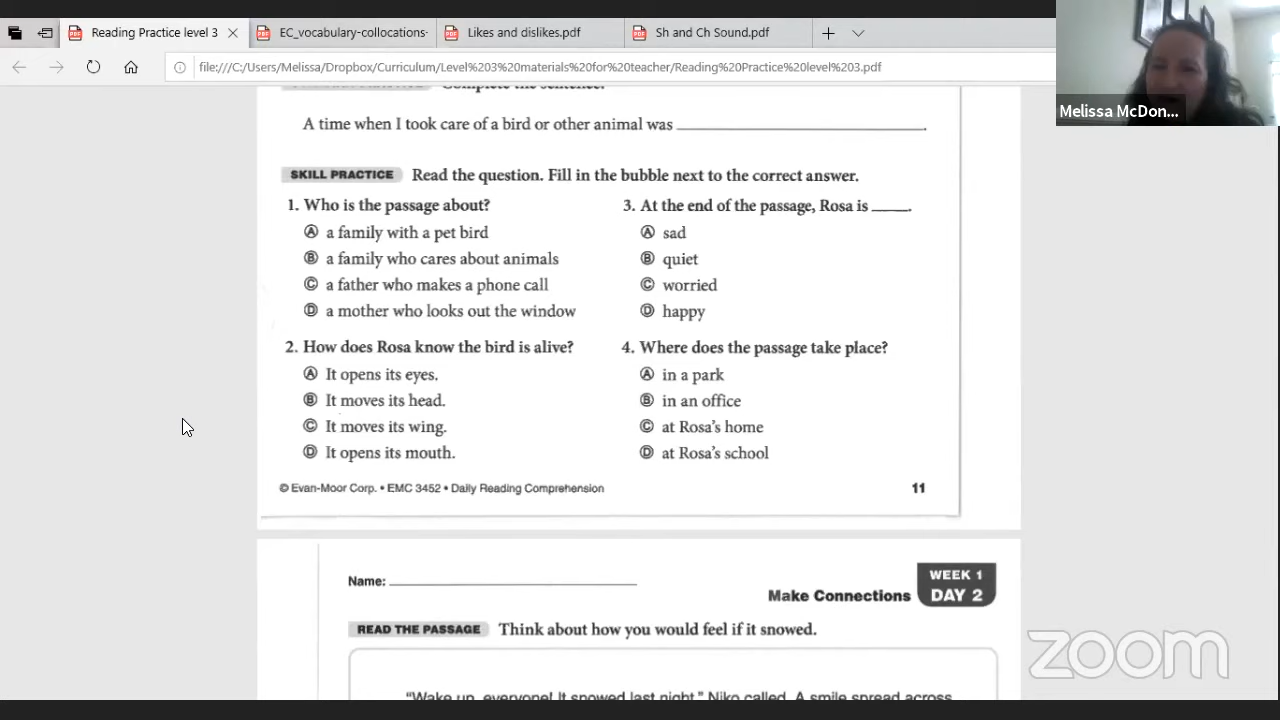 Reading Practice level 3
EC_vocabulary-collocations-
Likes and dislikes.pdf
Sh and Ch Sound.pdf
file:///C:/Users/Melissa/Dropbox/Curriculum/Level%203%20materials%20for%20teacher/Reading%20Practice%20level%203.pdf
Melissa McDon...
Complete the sentence.
A time when I took care of a bird or other animal was ____________________.
SKILL PRACTICE Read the question. Fill in the bubble next to the correct answer.
1. Who is the passage about?
Ⓐ a family with a pet bird
Ⓑ a family who cares about animals
Ⓒ a father who makes a phone call
Ⓓ a mother who looks out the window
2. How does Rosa know the bird is alive?
Ⓐ It opens its eyes.
Ⓑ It moves its head.
Ⓒ It moves its wing.
Ⓓ It opens its mouth.
3. At the end of the passage, Rosa is ____.
Ⓐ sad
Ⓑ quiet
Ⓒ worried
Ⓓ happy
4. Where does the passage take place?
Ⓐ in a park
Ⓑ in an office
Ⓒ at Rosa's home
Ⓓ at Rosa's school
© Evan-Moor Corp. • EMC 3452 • Daily Reading Comprehension
11
Name: ____________________
WEEK 1
DAY 2
Make Connections
READ THE PASSAGE Think about how you would feel if it snowed.
"Wake up, everyone! It snowed last night," Niko called. A smile spread across
zoom